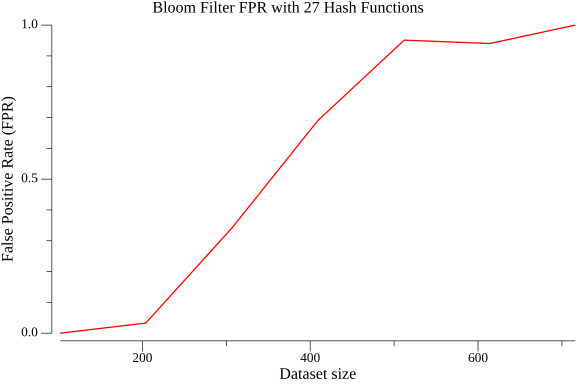 Bloom Filter FPR with 27 Hash Functions
1.0
0.5
0.0
False Positive Rate (FPR)
200
400
600
Dataset size